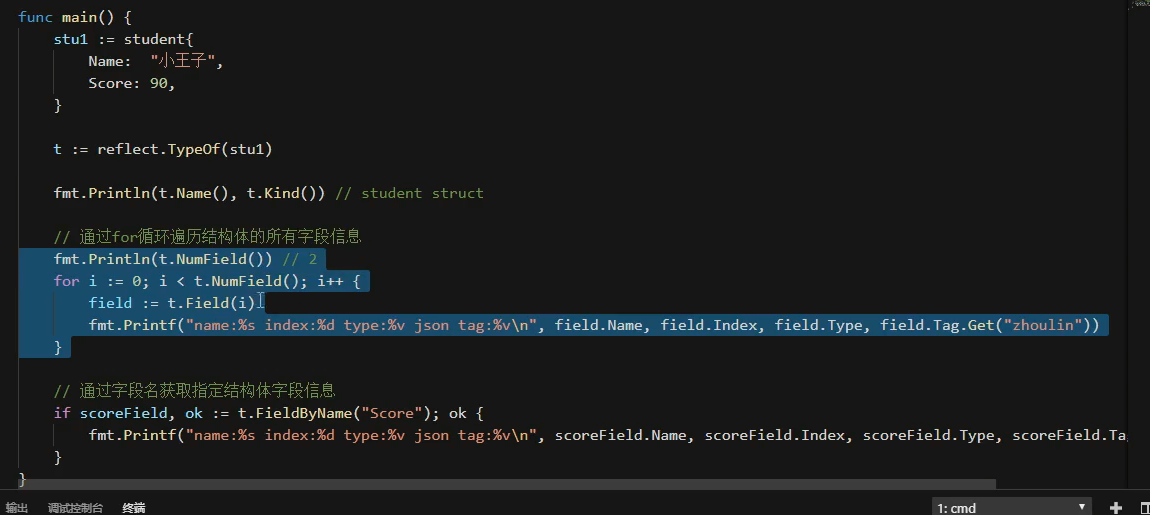 func main() {
    stu1 := student{
        Name:  "小王子",
        Score: 90,
    }
    t := reflect.TypeOf(stu1)
    fmt.Println(t.Name(), t.Kind()) // student struct
    // 通过for循环遍历结构体的所有字段信息
    fmt.Println(t.NumField()) // 2
    for i := 0; i < t.NumField(); i++ {
        field := t.Field(i)
        fmt.Printf("name:%s index:%d type:%v json tag:%v\n", field.Name, field.Index, field.Type, field.Tag.Get("zhoulin"))
    }
    // 通过字段名获取指定结构体字段信息
    if scoreField, ok := t.FieldByName("Score"); ok {
        fmt.Printf("name:%s index:%d type:%v json tag:%v\n", scoreField.Name, scoreField.Index, scoreField.Type, scoreField.Ta
    }
}
输出 调试控制台 终端 1: cmd